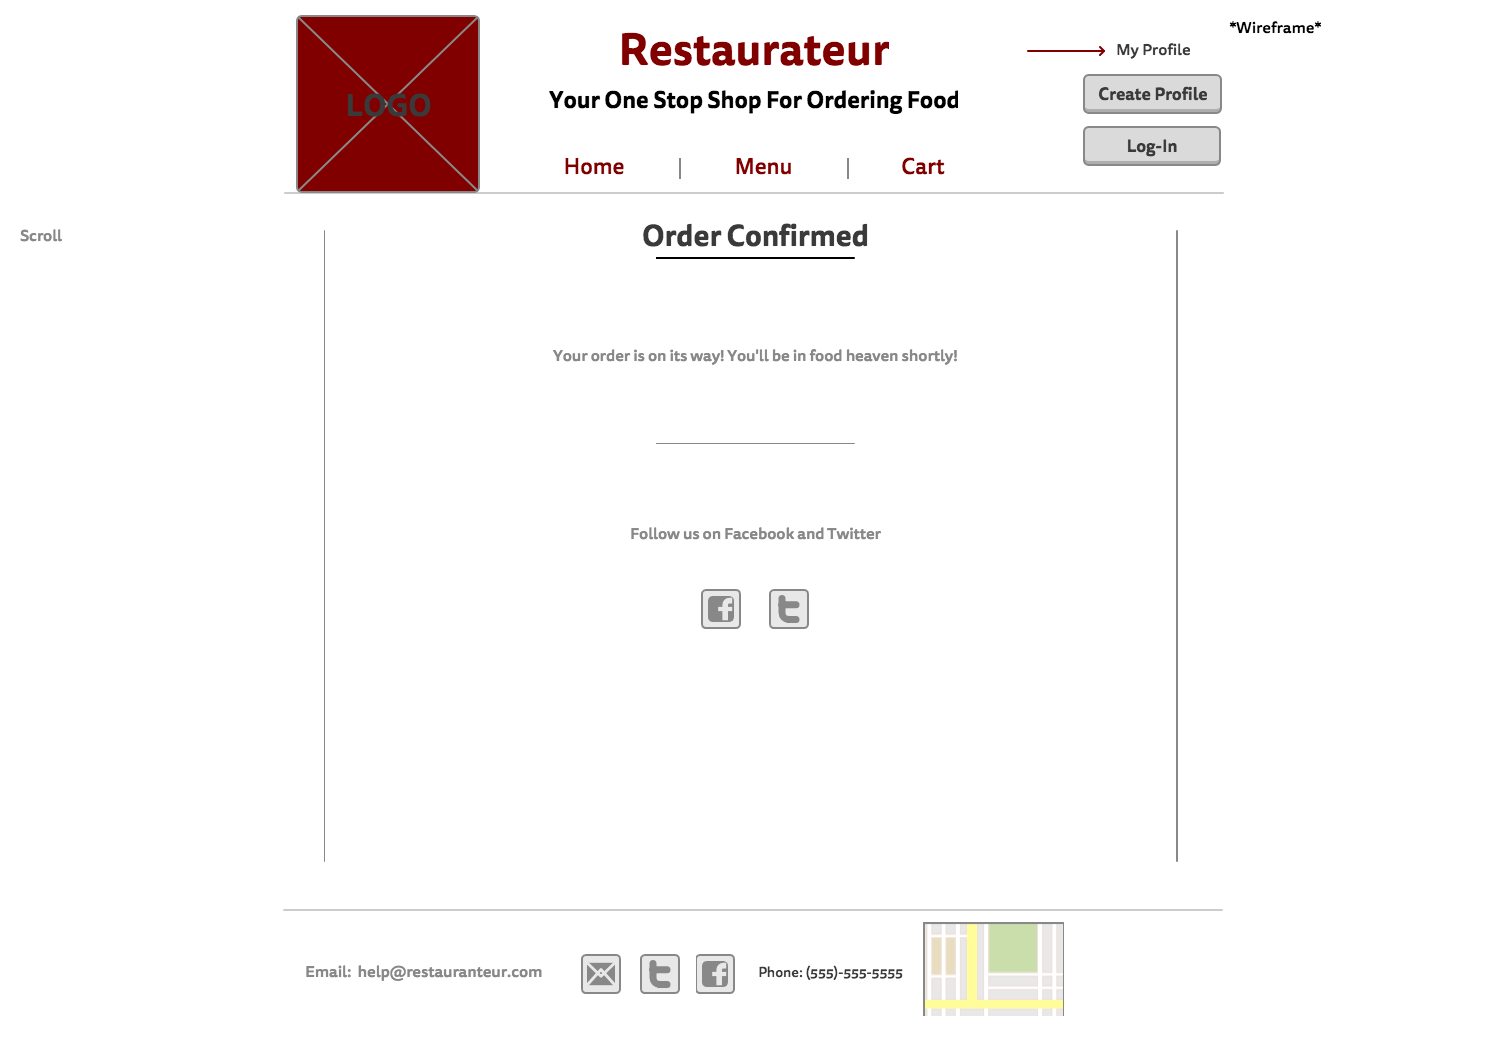 *Wireframe*
LOGO
Restaurateur
My Profile
Your One Stop Shop For Ordering Food
Create Profile
Log-In
Home | Menu | Cart
Scroll
Order Confirmed
Your order is on its way! You'll be in food heaven shortly!
Follow us on Facebook and Twitter
Email: help@restauranteur.com
Phone: (555)-555-5555